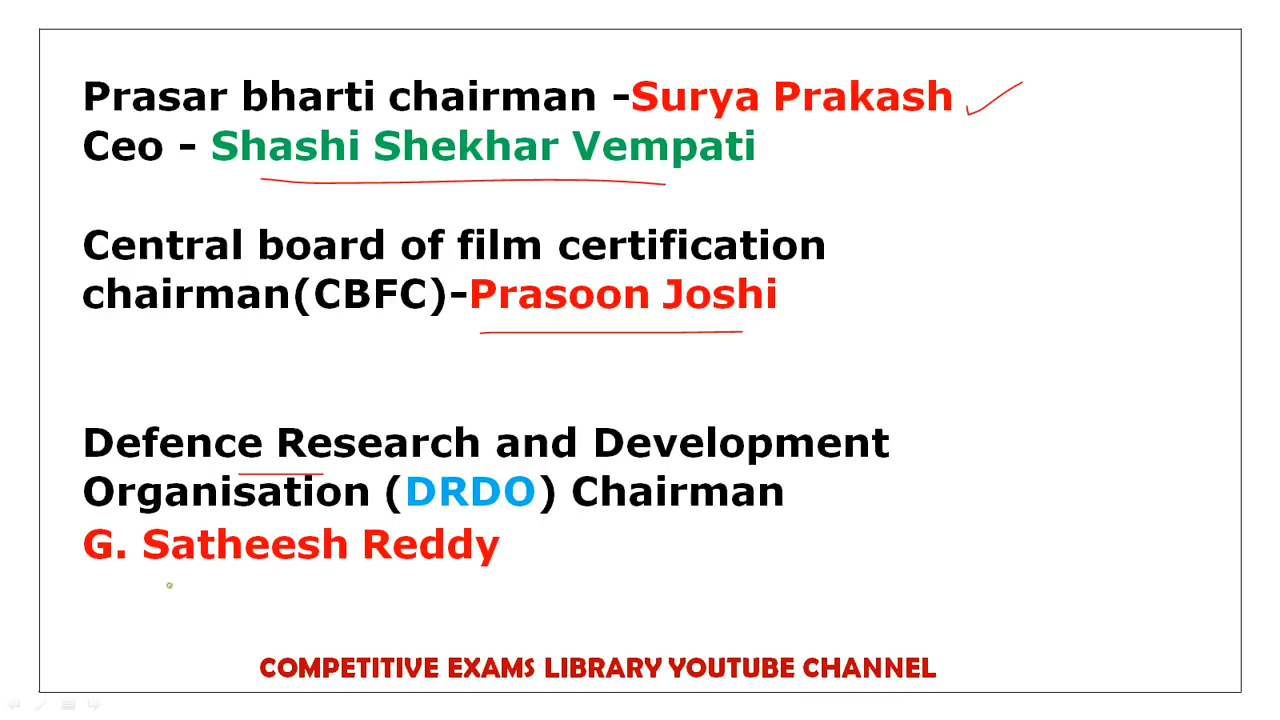 Prasar bharti chairman -Surya Prakash
Ceo - Shashi Shekhar Vempati
Central board of film certification
chairman(CBFC)-Prasoon Joshi
Defence Research and Development
Organisation (DRDO) Chairman
G. Satheesh Reddy
COMPETITIVE EXAMS LIBRARY YOUTUBE CHANNEL